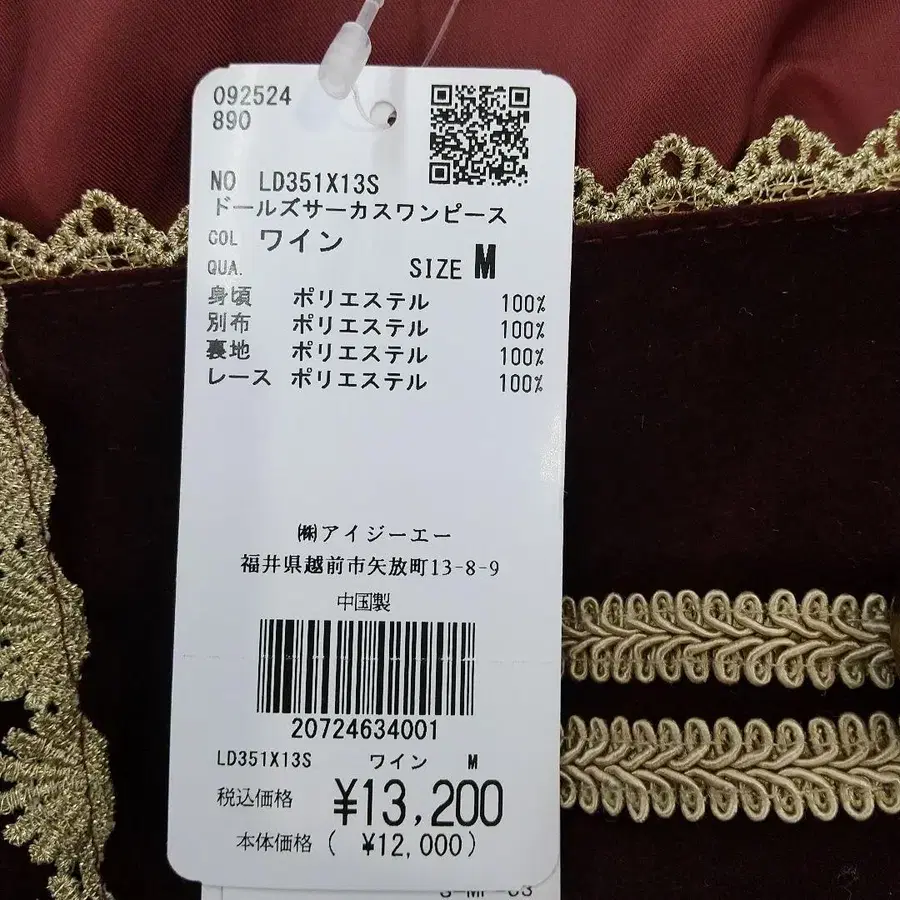 092524
890
NO LD351X13S
ドールズサーカスワンピース
COL ワイン
QUA. SIZE M
身頃 ポリエステル 100%
別布 ポリエステル 100%
裏地 ポリエステル 100%
レース ポリエステル 100%
㈱アイジーエー
福井県越前市矢放町13-8-9
中国製
20724634001
LD351X13S ワイン M
税込価格 ¥13,200
本体価格 ( ¥12,000)